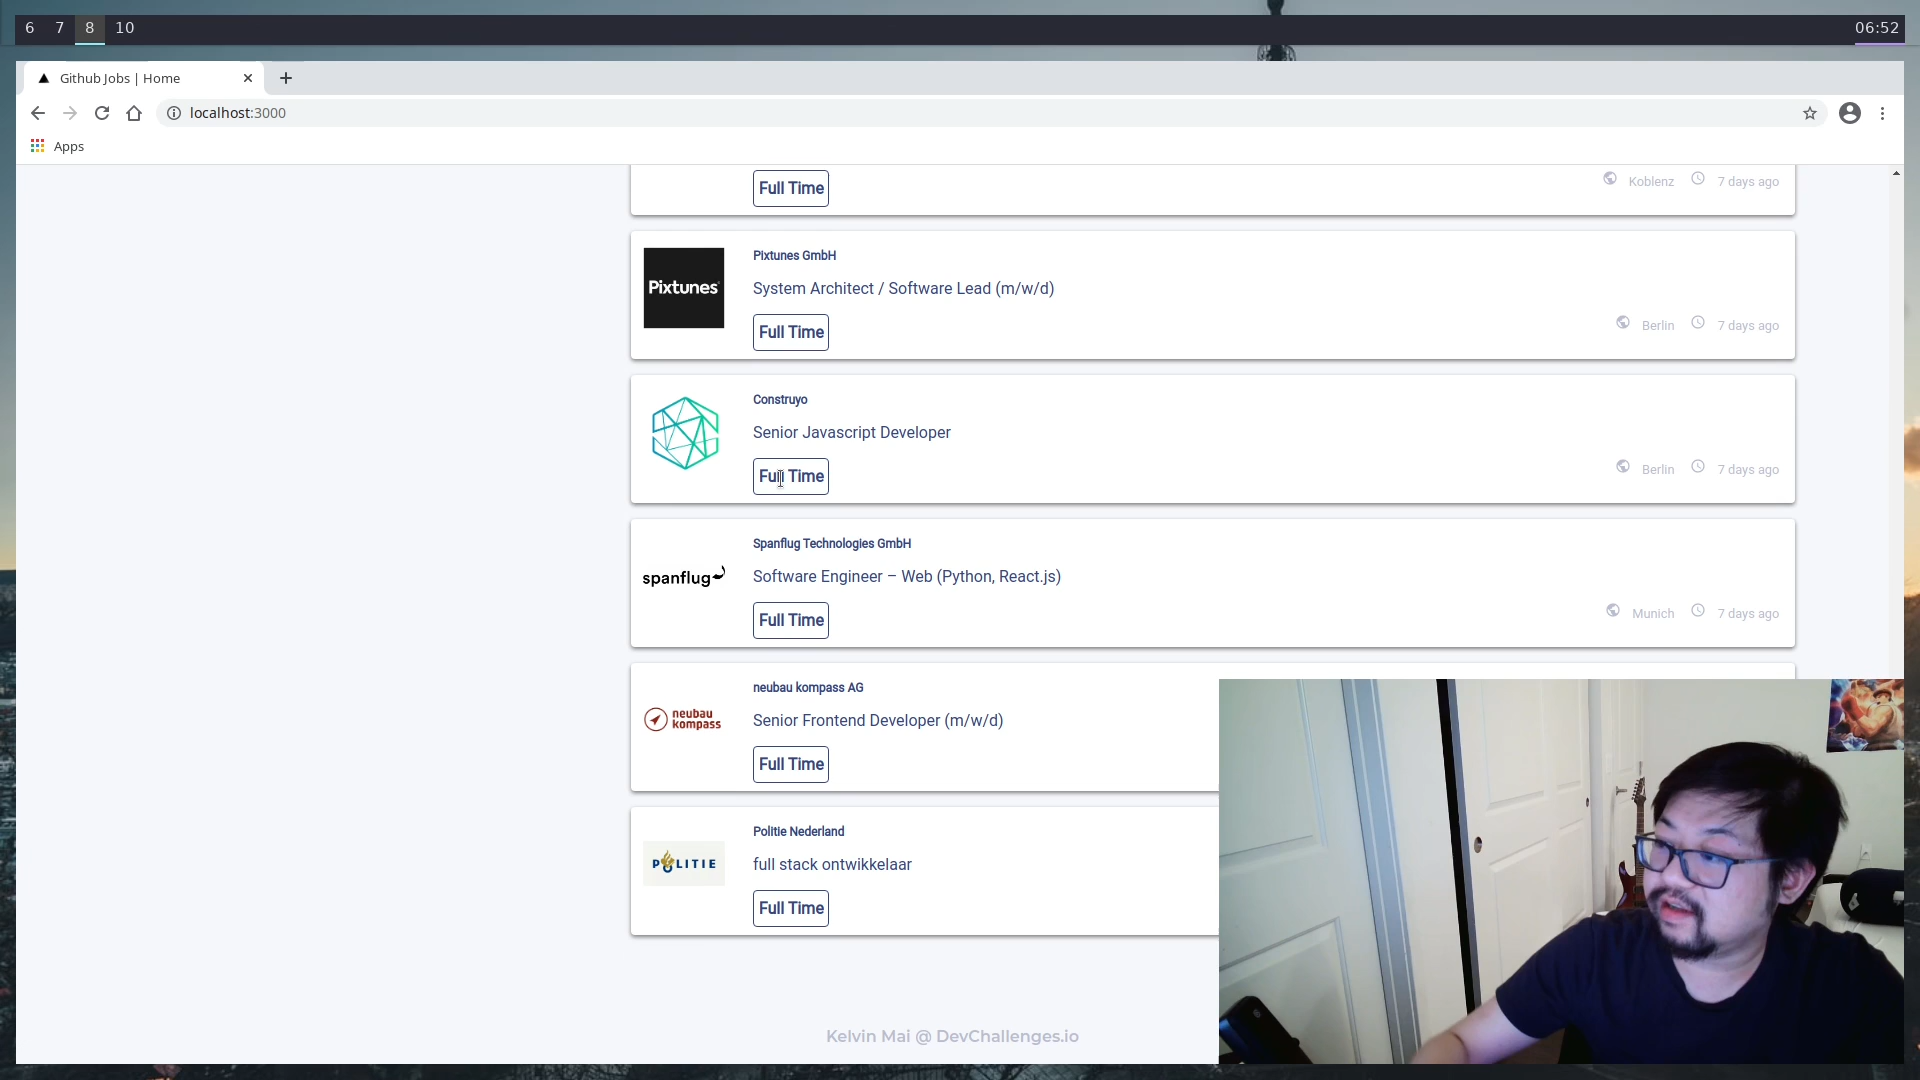 6 7 8 10 06:52
Github Jobs | Home
localhost:3000
Apps
Full Time
Koblenz 7 days ago
Pixtunes
Pixtunes GmbH
System Architect / Software Lead (m/w/d)
Full Time
Berlin 7 days ago
Construyo
Senior Javascript Developer
Full Time
Berlin 7 days ago
spanflug
Spanflug Technologies GmbH
Software Engineer – Web (Python, React.js)
Full Time
Munich 7 days ago
neubau
kompass
neubau kompass AG
Senior Frontend Developer (m/w/d)
Full Time
POLITIE
Politie Nederland
full stack ontwikkelaar
Full Time
Kelvin Mai @ DevChallenges.io